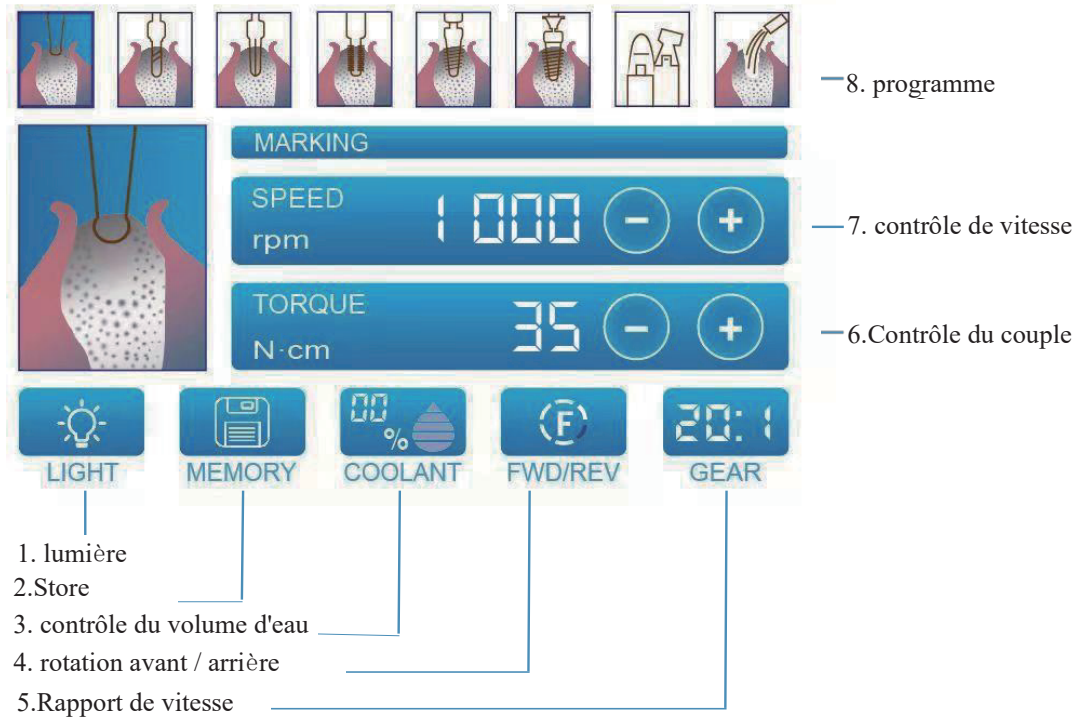 8. programme
MARKING
SPEED
rpm
1000
-
+
7. contrôle de vitesse
TORQUE
N·cm
35
-
+
6.Contrôle du couple
00
%
F
20:1
LIGHT
MEMORY
COOLANT
FWD/REV
GEAR
1. lumière
2.Store
3. contrôle du volume d'eau
4. rotation avant / arrière
5.Rapport de vitesse